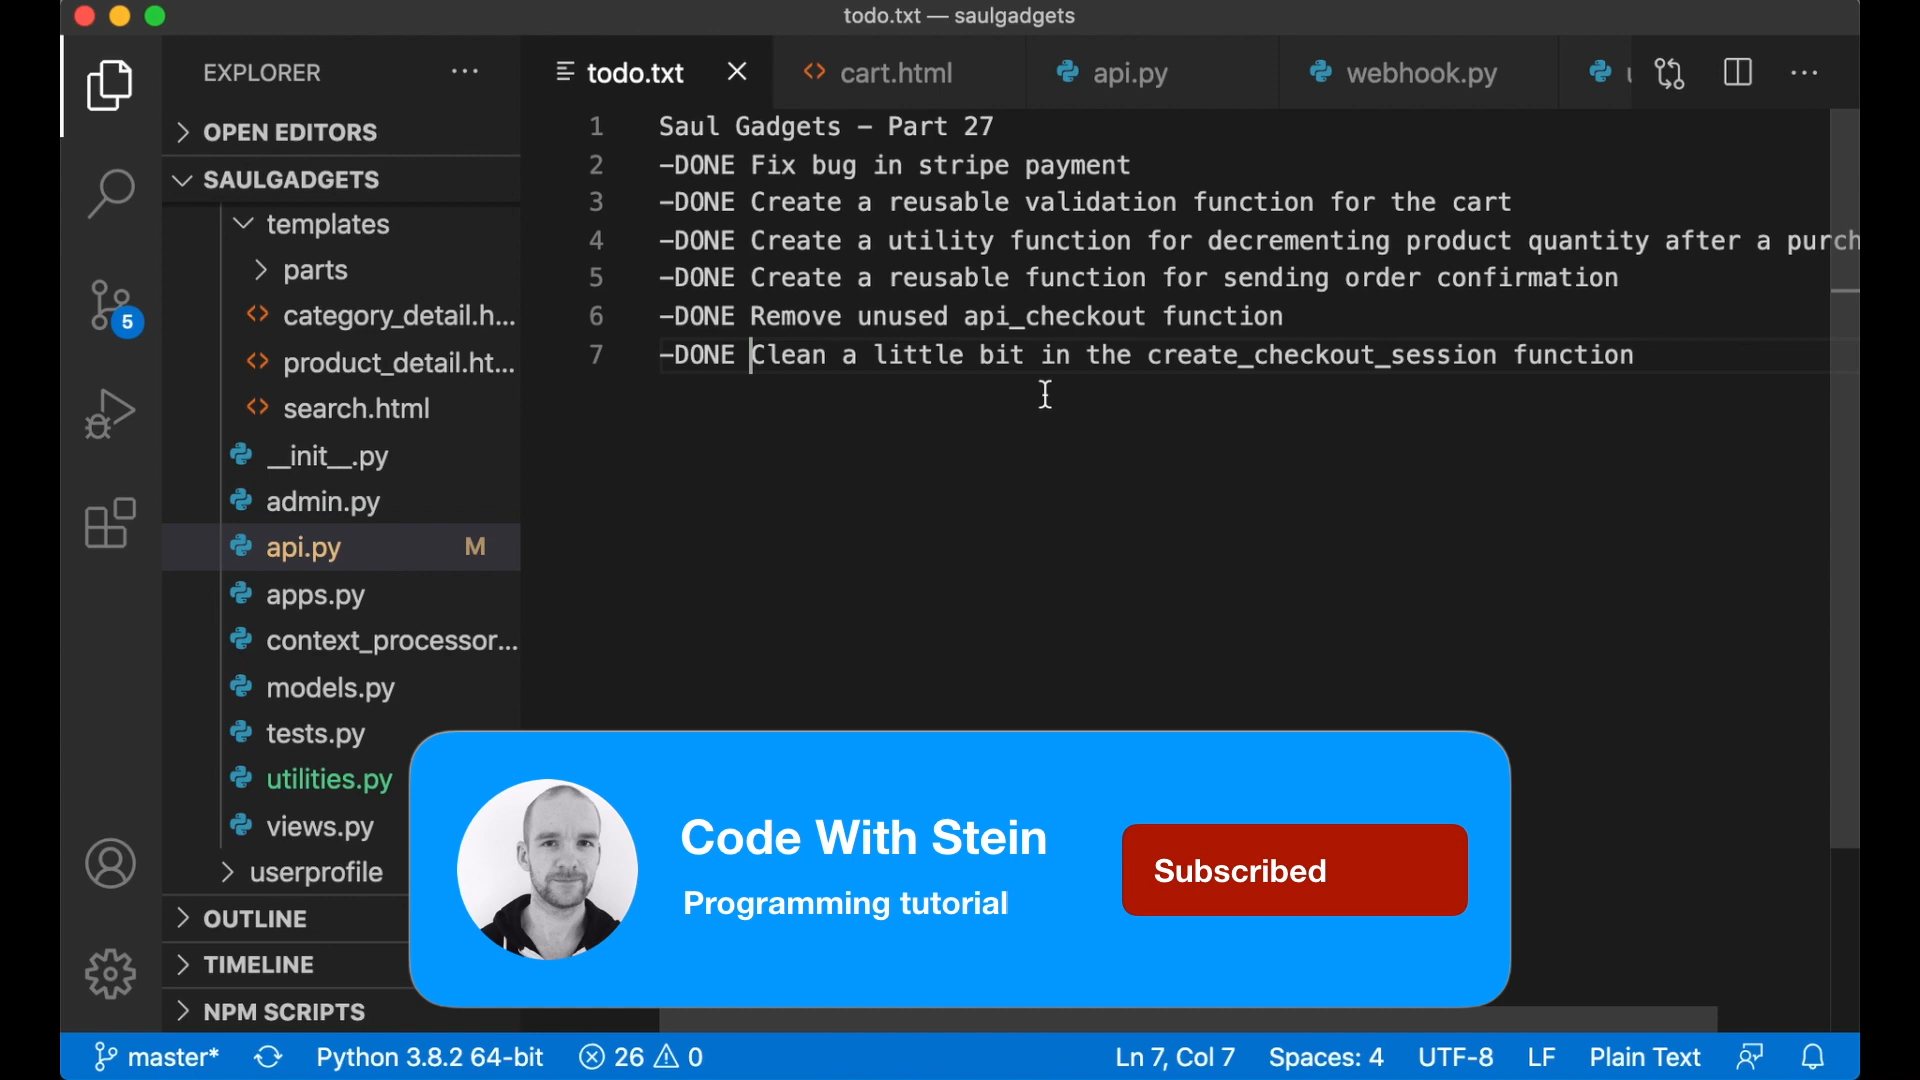 todo.txt — saulgadgets
EXPLORER
OPEN EDITORS
SAULGADGETS
templates
parts
category_detail.h...
product_detail.ht...
search.html
__init__.py
admin.py
api.py M
apps.py
context_processor...
models.py
tests.py
utilities.py
views.py
userprofile
OUTLINE
TIMELINE
NPM SCRIPTS
5
todo.txt
cart.html
api.py
webhook.py
1 Saul Gadgets - Part 27
2 -DONE Fix bug in stripe payment
3 -DONE Create a reusable validation function for the cart
4 -DONE Create a utility function for decrementing product quantity after a purch
5 -DONE Create a reusable function for sending order confirmation
6 -DONE Remove unused api_checkout function
7 -DONE Clean a little bit in the create_checkout_session function
Code With Stein
Programming tutorial
Subscribed
master* Python 3.8.2 64-bit 26 0 Ln 7, Col 7 Spaces: 4 UTF-8 LF Plain Text